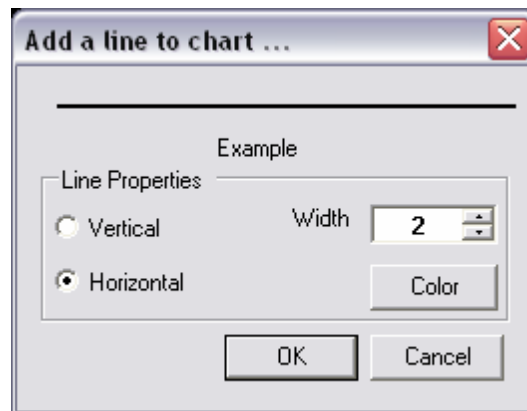 Add a line to chart ...
Example
Line Properties
Vertical
Width
2
Horizontal
Color
OK
Cancel